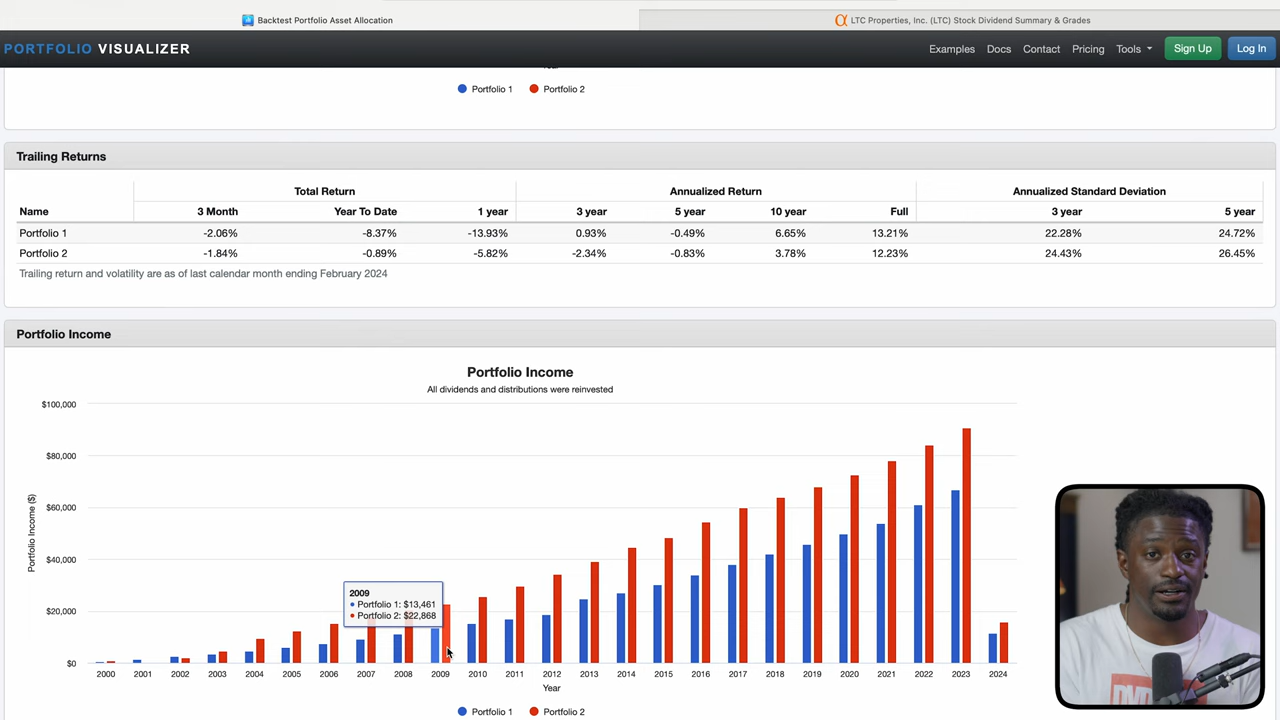 Backtest Portfolio Asset Allocation
LTC Properties, Inc. (LTC) Stock Dividend Summary & Grades
PORTFOLIO VISUALIZER
Examples Docs Contact Pricing Tools Sign Up Log In
Portfolio 1 Portfolio 2
Trailing Returns
Total Return Annualized Return Annualized Standard Deviation
Name 3 Month Year To Date 1 year 3 year 5 year 10 year Full 3 year 5 year
Portfolio 1 -2.06% -8.37% -13.93% 0.93% -0.49% 6.65% 13.21% 22.28% 24.72%
Portfolio 2 -1.84% -0.89% -5.82% -2.34% -0.83% 3.78% 12.23% 24.43% 26.45%
Trailing return and volatility are as of last calendar month ending February 2024
Portfolio Income
Portfolio Income
All dividends and distributions were reinvested
$100,000
$80,000
$60,000
$40,000
$20,000
$0
Portfolio Income ($)
2009
Portfolio 1: $13,461
Portfolio 2: $22,868
2000 2001 2002 2003 2004 2005 2006 2007 2008 2009 2010 2011 2012 2013 2014 2015 2016 2017 2018 2019 2020 2021 2022 2023 2024
Year
Portfolio 1 Portfolio 2